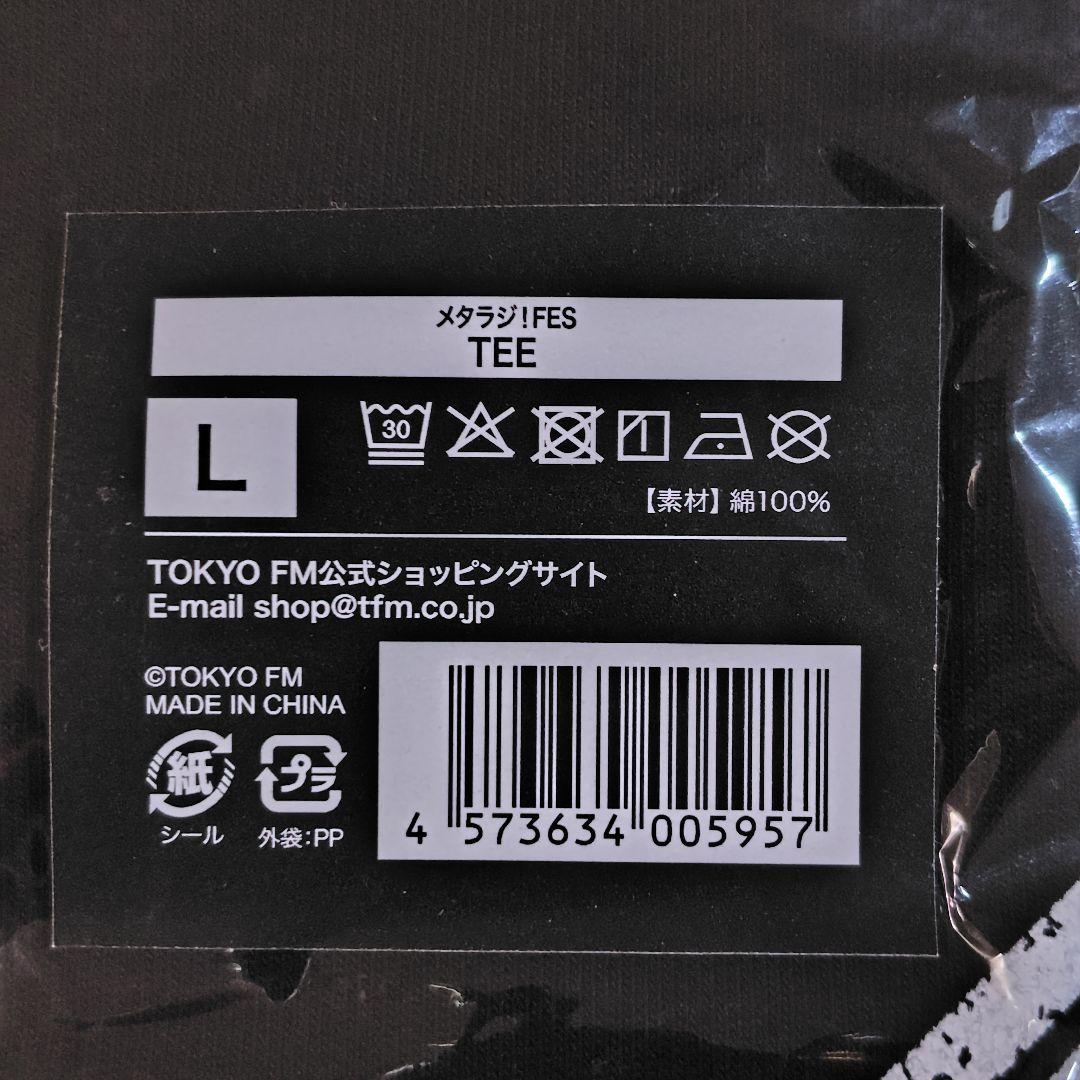 メタラジ!FES
TEE
L
30
【素材】綿100%
TOKYO FM公式ショッピングサイト
E-mail shop@tfm.co.jp
©TOKYO FM
MADE IN CHINA
紙
プラ
シール
外袋:PP
4 573634 005957